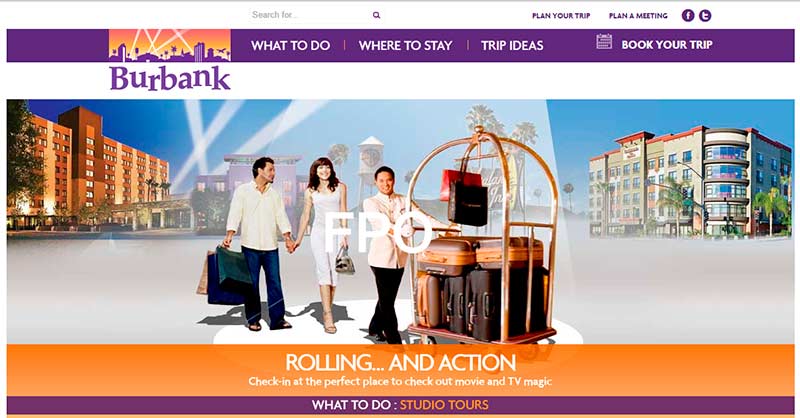 Search for...
PLAN YOUR TRIP
PLAN A MEETING
WHAT TO DO
WHERE TO STAY
TRIP IDEAS
BOOK YOUR TRIP
Burbank
FPO
ROLLING... AND ACTION
Check-in at the perfect place to check out movie and TV magic
WHAT TO DO : STUDIO TOURS